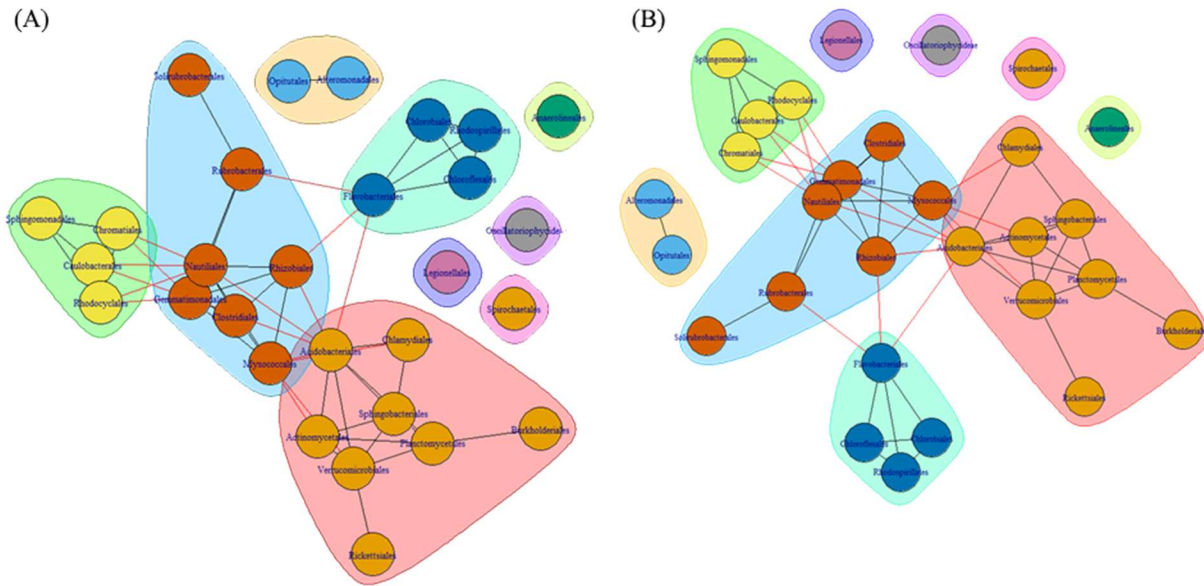 (A)
Solirubrobacterales
Opitutales
Alteromonadales
Chlorobiales
Rhodospirillales
Anaerolineales
Rubrobacterales
Chloroflexales
Flavobacteriales
Sphingomonadales
Chromatiales
Oscillatoriophycideae
Caulobacterales
Nautiliales
Rhizobiales
Legionellales
Rhodocyclales
Gemmatimonadales
Spirochaetales
Clostridiales
Acidobacteriales
Chlamydiales
Myxococcales
Sphingobacteriales
Actinomycetales
Planctomycetales
Burkholderiales
Verrucomicrobiales
Rickettsiales
(B)
Legionellales
Oscillatoriophycideae
Sphingomonadales
Spirochaetales
Rhodocyclales
Caulobacterales
Anaerolineales
Clostridiales
Chlamydiales
Chromatiales
Gemmatimonadales
Nautiliales
Myxococcales
Alteromonadales
Sphingobacteriales
Actinomycetales
Acidobacteriales
Opitutales
Rhizobiales
Planctomycetales
Rubrobacterales
Verrucomicrobiales
Burkholderiales
Solirubrobacterales
Flavobacteriales
Rickettsiales
Chloroflexales
Chlorobiales
Rhodospirillales